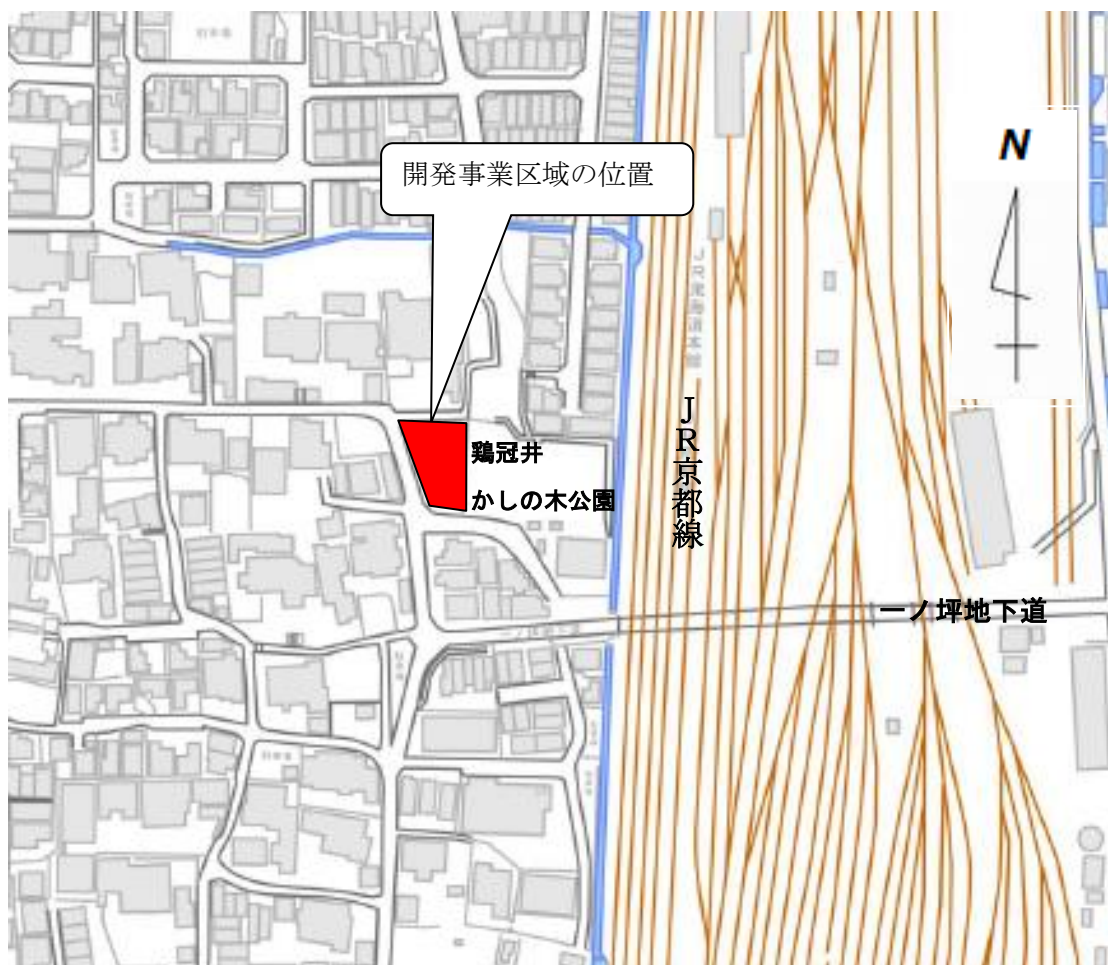 N
開発事業区域の位置
鶏冠井
かしの木公園
JR京都線
一ノ坪地下道